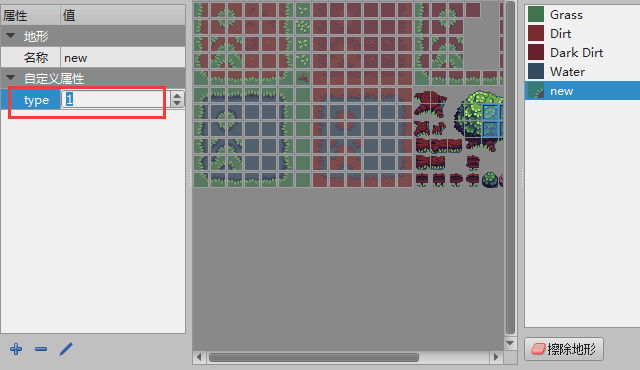 属性 值
地形
名称 new
自定义属性
type 1
Grass
Dirt
Dark Dirt
Water
new
擦除地形